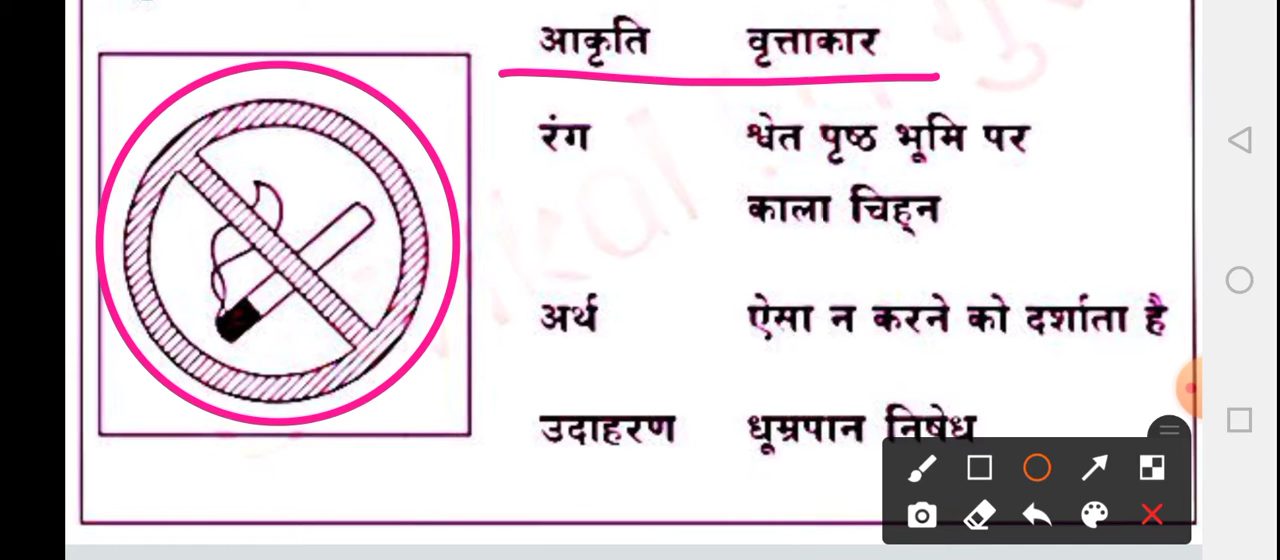 आकृति वृत्ताकार
रंग श्वेत पृष्ठ भूमि पर
काला चिह्न
अर्थ ऐसा न करने को दर्शाता है
उदाहरण धूम्रपान निषेध